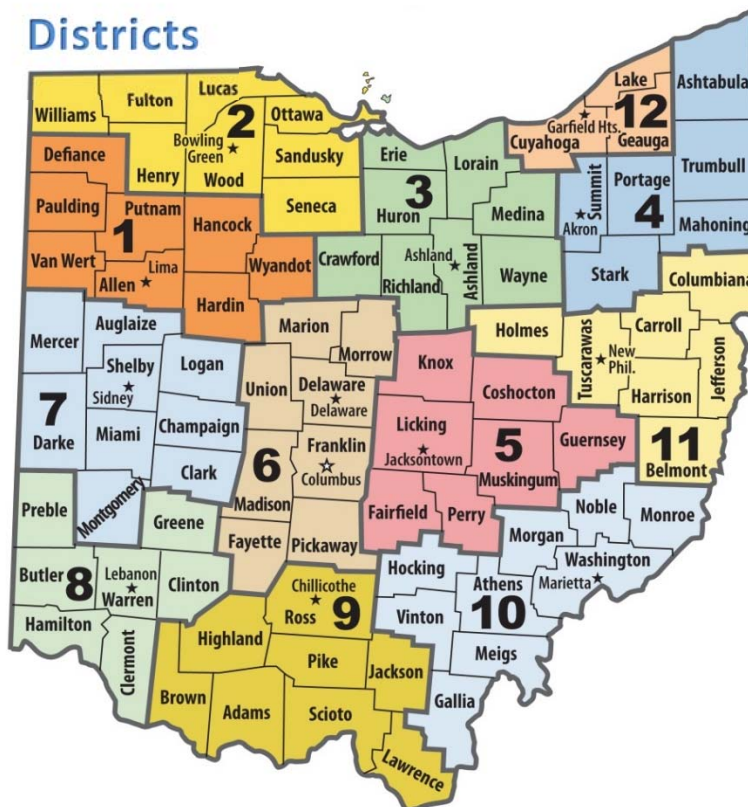 Districts
Williams
Fulton
Lucas
Ottawa
2
Bowling
Green
Henry
Wood
Sandusky
Seneca
Defiance
Paulding
Putnam
1
Hancock
Van Wert
Allen
Lima
Wyandot
Hardin
Erie
Lorain
3
Huron
Medina
Crawford
Richland
Ashland
Ashland
Wayne
Lake
12
Garfield Hts.
Cuyahoga
Geauga
Ashtabula
Summit
Portage
Trumbull
4
Akron
Mahoning
Stark
Columbiana
Mercer
Auglaize
Shelby
Sidney
Logan
7
Darke
Miami
Champaign
Clark
Montgomery
Marion
Morrow
Union
Delaware
Delaware
Franklin
Columbus
6
Madison
Fayette
Pickaway
Knox
Coshocton
Licking
Jacksontown
5
Muskingum
Guernsey
Fairfield
Perry
Holmes
Tuscarawas
New
Phil.
Carroll
Harrison
Jefferson
11
Belmont
Preble
Greene
Butler
8
Lebanon
Warren
Clinton
Hamilton
Clermont
Chillicothe
Ross
9
Highland
Pike
Jackson
Brown
Adams
Scioto
Lawrence
Noble
Monroe
Morgan
Washington
Marietta
Hocking
Athens
10
Vinton
Meigs
Gallia